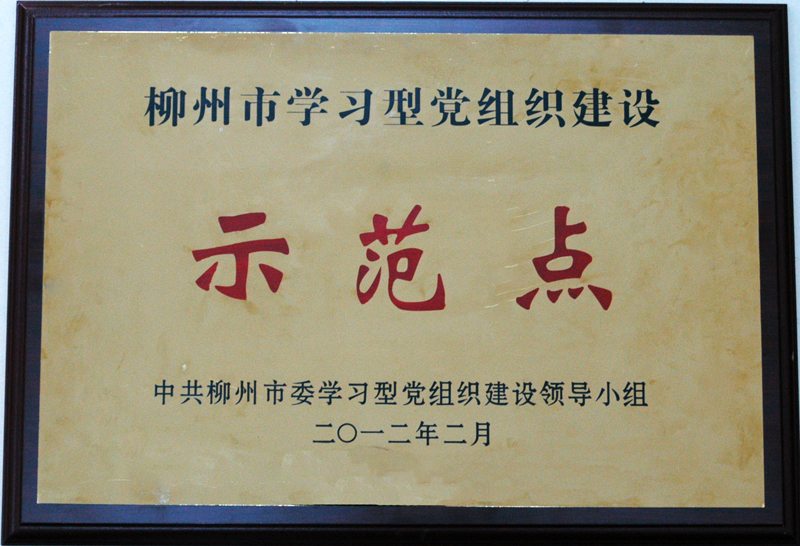 柳州市学习型党组织建设
示范点
中共柳州市委学习型党组织建设领导小组
二〇一二年二月